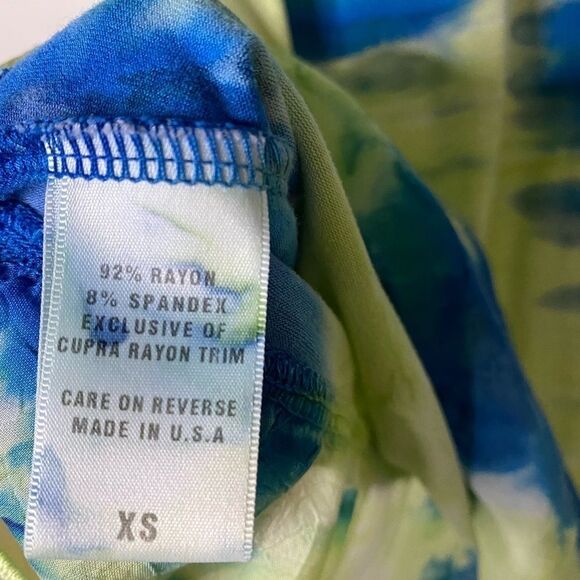 92% RAYON
8% SPANDEX
EXCLUSIVE OF
CUPRA RAYON TRIM
CARE ON REVERSE
MADE IN U.S.A
XS